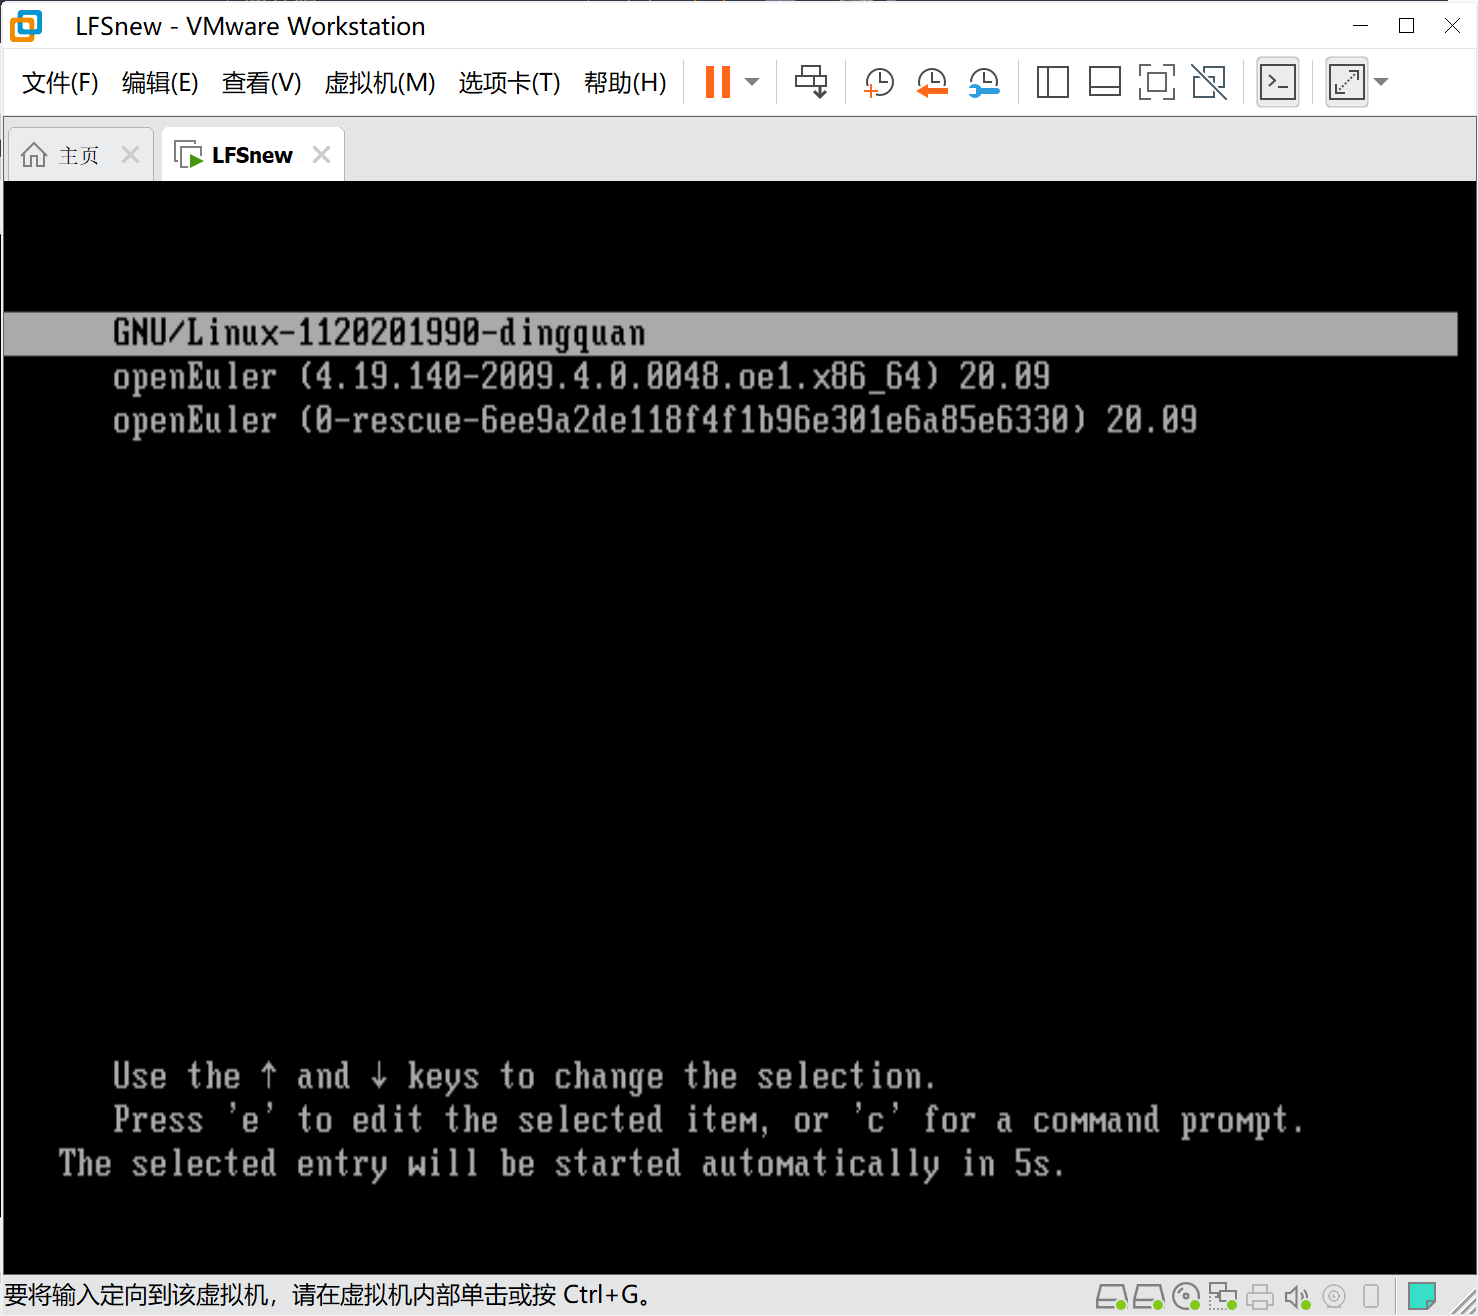 LFSnew - VMware Workstation
文件(F) 编辑(E) 查看(V) 虚拟机(M) 选项卡(T) 帮助(H)
主页 LFSnew
GNU/Linux-1120201990-dingquan
openEuler (4.19.140-2009.4.0.0048.oe1.x86_64) 20.09
openEuler (0-rescue-6ee9a2de118f4f1b96e301e6a85e6330) 20.09
Use the ↑ and ↓ keys to change the selection.
Press 'e' to edit the selected item, or 'c' for a command prompt.
The selected entry will be started automatically in 5s.
要将输入定向到该虚拟机，请在虚拟机内部单击或按 Ctrl+G。